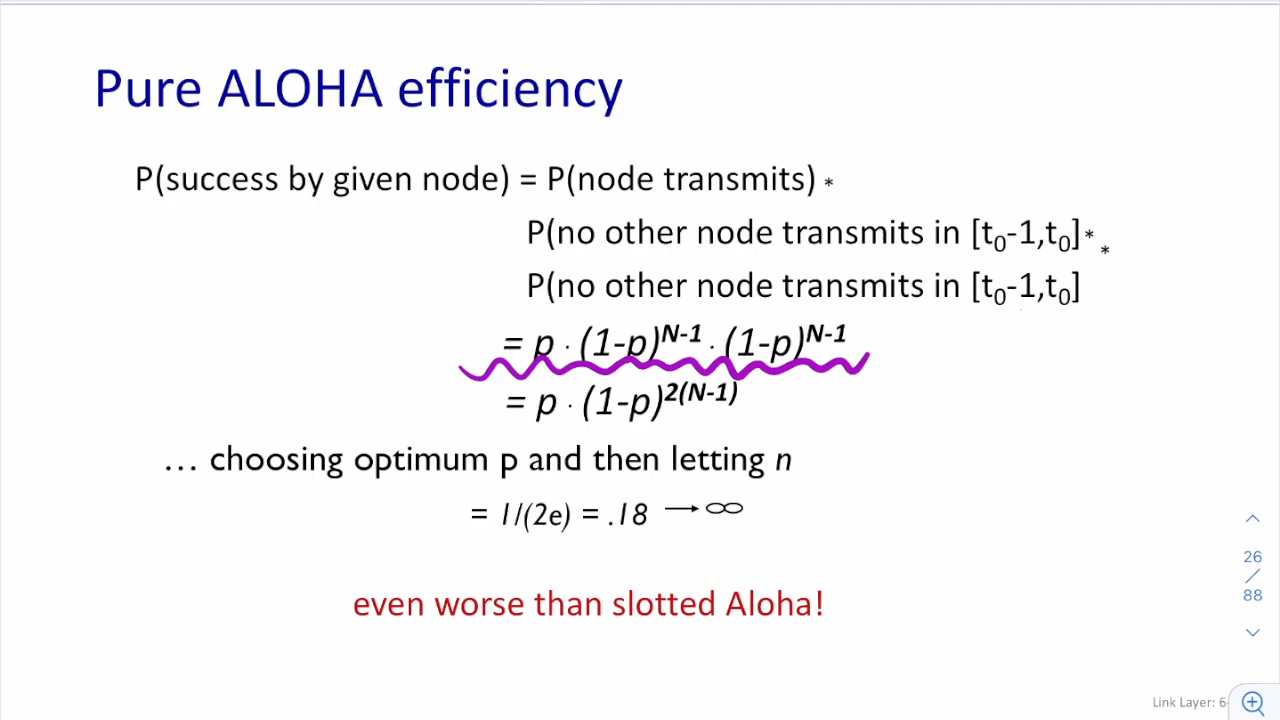 Pure ALOHA efficiency
P(success by given node) = P(node transmits) *
P(no other node transmits in [t₀-1,t₀] * *
P(no other node transmits in [t₀-1,t₀]
= p · (1-p)ᴺ⁻¹ · (1-p)ᴺ⁻¹
= p · (1-p)²⁽ᴺ⁻¹⁾
… choosing optimum p and then letting n
= 1/(2e) = .18 → ∞
even worse than slotted Aloha!
26
/
88
Link Layer: 6-